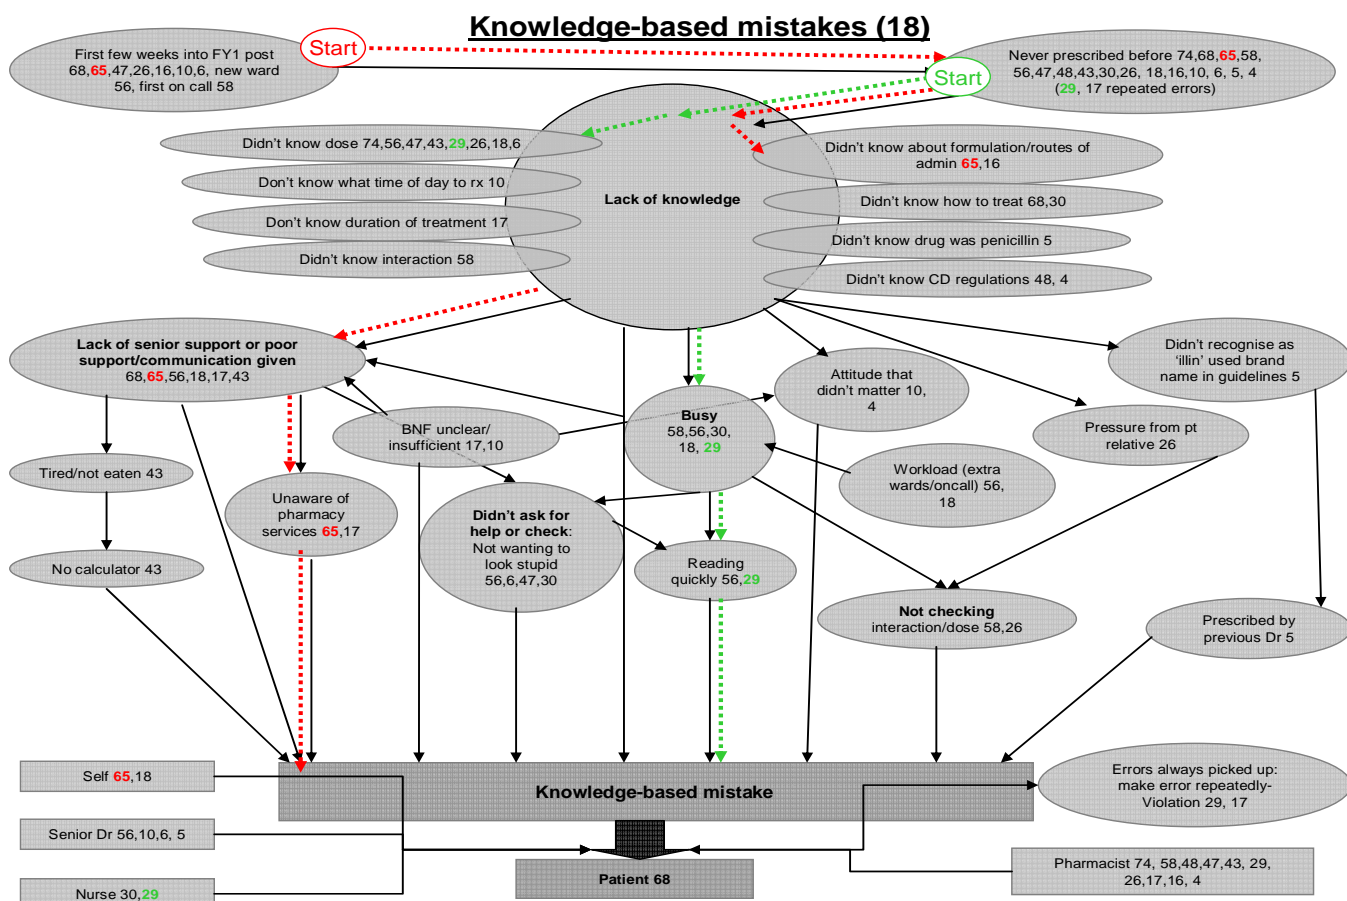 Knowledge-based mistakes (18)
First few weeks into FY1 post
68,65,47,26,16,10,6, new ward
56, first on call 58
Start
Never prescribed before 74,68,65,58,
56,47,48,43,30,26, 18,16,10, 6, 5, 4
(29, 17 repeated errors)
Start
Didn't know dose 74,56,47,43,29,26,18,6
Don't know what time of day to rx 10
Don't know duration of treatment 17
Didn't know interaction 58
Lack of knowledge
Didn't know about formulation/routes of
admin 65,16
Didn't know how to treat 68,30
Didn't know drug was penicillin 5
Didn't know CD regulations 48, 4
Lack of senior support or poor
support/communication given
68,65,56,18,17,43
BNF unclear/
insufficient 17,10
Busy
58,56,30,
18, 29
Attitude that
didn't matter 10,
4
Didn't recognise as
'illin' used brand
name in guidelines 5
Pressure from pt
relative 26
Tired/not eaten 43
Unaware of
pharmacy
services 65,17
Didn't ask for
help or check:
Not wanting to
look stupid
56,6,47,30
Workload (extra
wards/oncall) 56,
18
No calculator 43
Reading
quickly 56,29
Not checking
interaction/dose 58,26
Prescribed by
previous Dr 5
Self 65,18
Senior Dr 56,10,6, 5
Nurse 30,29
Knowledge-based mistake
Patient 68
Errors always picked up:
make error repeatedly-
Violation 29, 17
Pharmacist 74, 58,48,47,43, 29,
26,17,16, 4